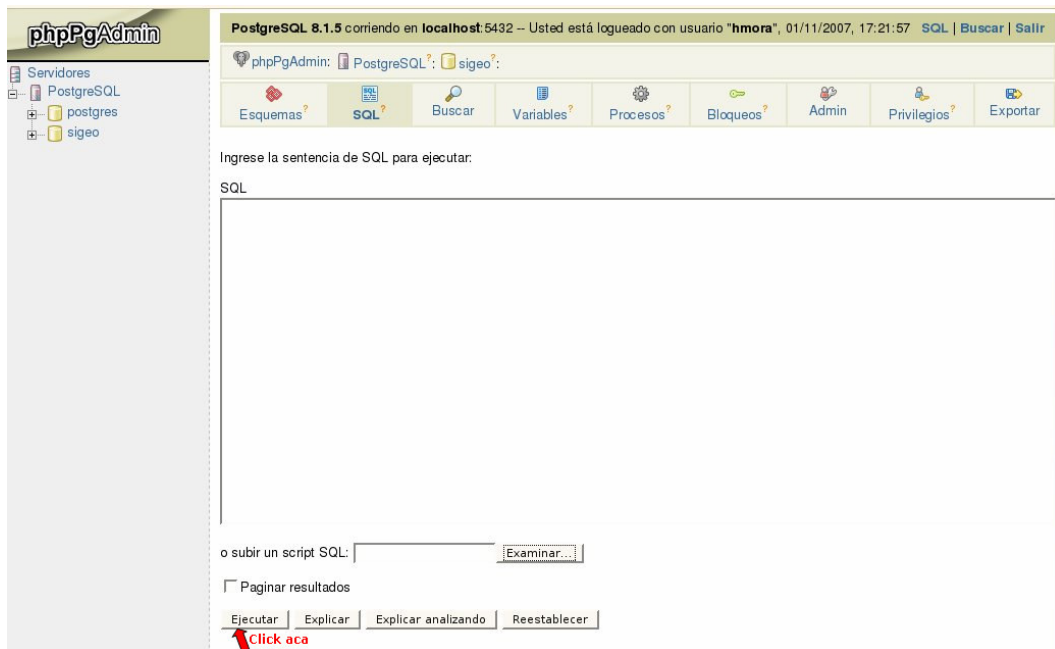 phpPgAdmin
Servidores
PostgreSQL
postgres
sigeo
PostgreSQL 8.1.5 corriendo en localhost:5432 -- Usted está logueado con usuario "hmora", 01/11/2007, 17:21:57 SQL | Buscar | Salir
phpPgAdmin: PostgreSQL?: sigeo?:
Esquemas? SQL? Buscar Variables? Procesos? Bloqueos? Admin Privilegios? Exportar
Ingrese la sentencia de SQL para ejecutar:
SQL
o subir un script SQL: Examinar...
Paginar resultados
Ejecutar Explicar Explicar analizando Reestablecer
Click aca